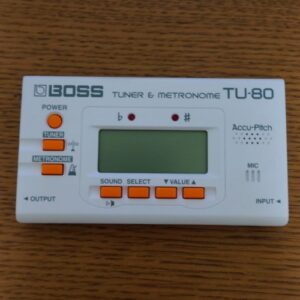 BOSS TUNER & METRONOME TU-80
POWER
♭ ♯
Accu-Pitch
TUNER
METRONOME
MIC
SOUND SELECT ▼ VALUE ▲
◄ OUTPUT
INPUT ◄